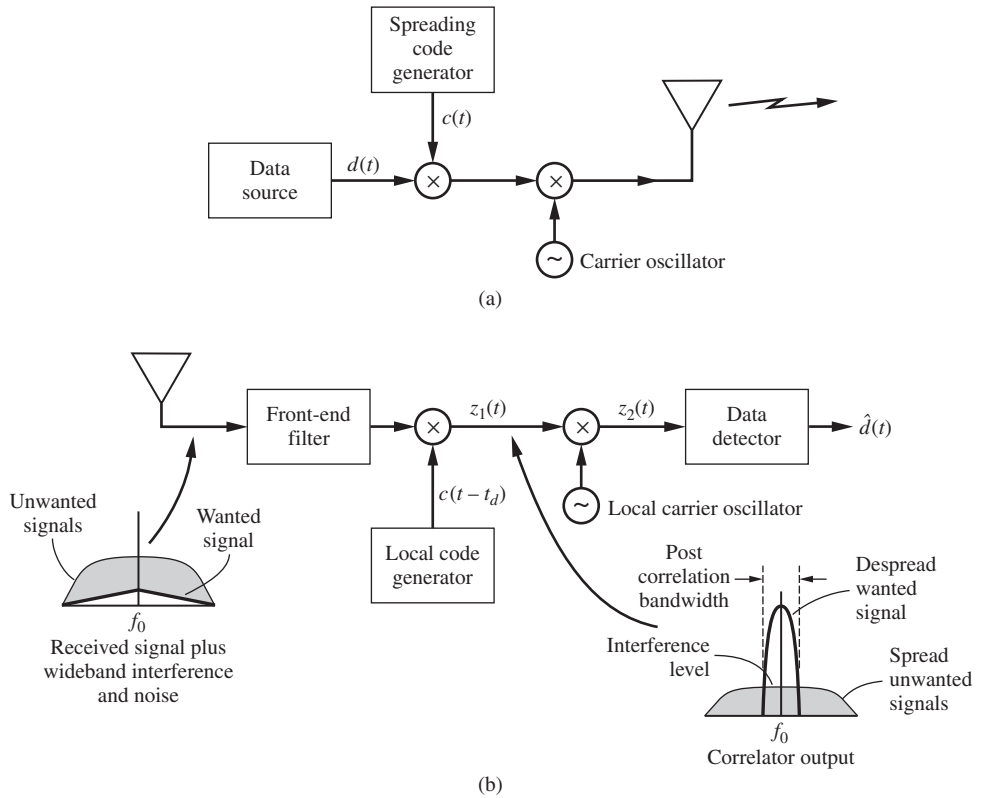 Spreading
code
generator
c(t)
Data
source
d(t)
×
×
~
Carrier oscillator
(a)
Front-end
filter
×
z₁(t)
×
z₂(t)
Data
detector
d̂(t)
c(t – t_d)
~
Local carrier oscillator
Local code
generator
Unwanted
signals
Wanted
signal
f₀
Received signal plus
wideband interference
and noise
Post
correlation
bandwidth
Despread
wanted
signal
Interference
level
Spread
unwanted
signals
f₀
Correlator output
(b)